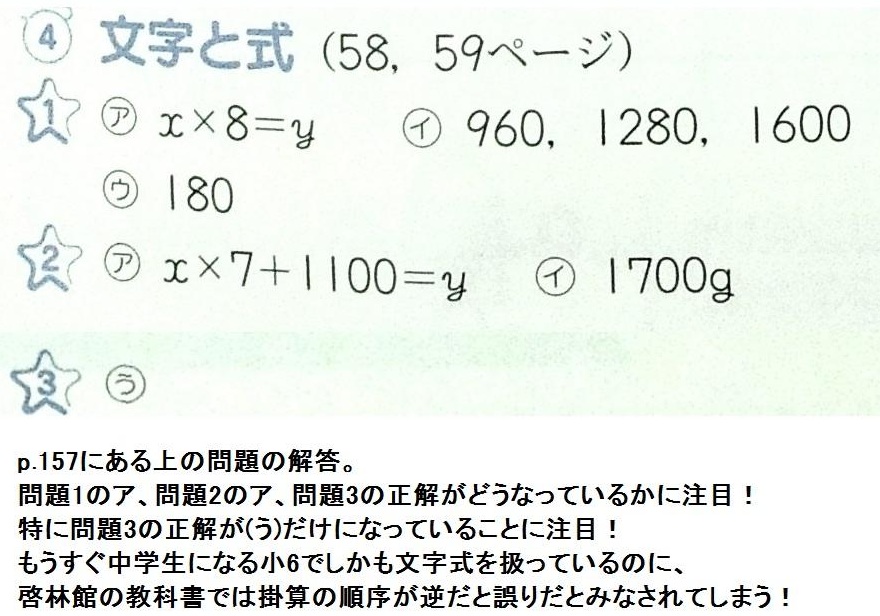 4 文字と式 (58, 59ページ)
1 ㋐ x×8=y ㋑ 960, 1280, 1600
㋒ 180
2 ㋐ x×7+1100=y ㋑ 1700g
3 う
p.157にある上の問題の解答。
問題1のア、問題2のア、問題3の正解がどうなっているかに注目!
特に問題3の正解が(う)だけになっていることに注目!
もうすぐ中学生になる小6でしかも文字式を扱っているのに、
啓林館の教科書では掛算の順序が逆だと誤りだとみなされてしまう!